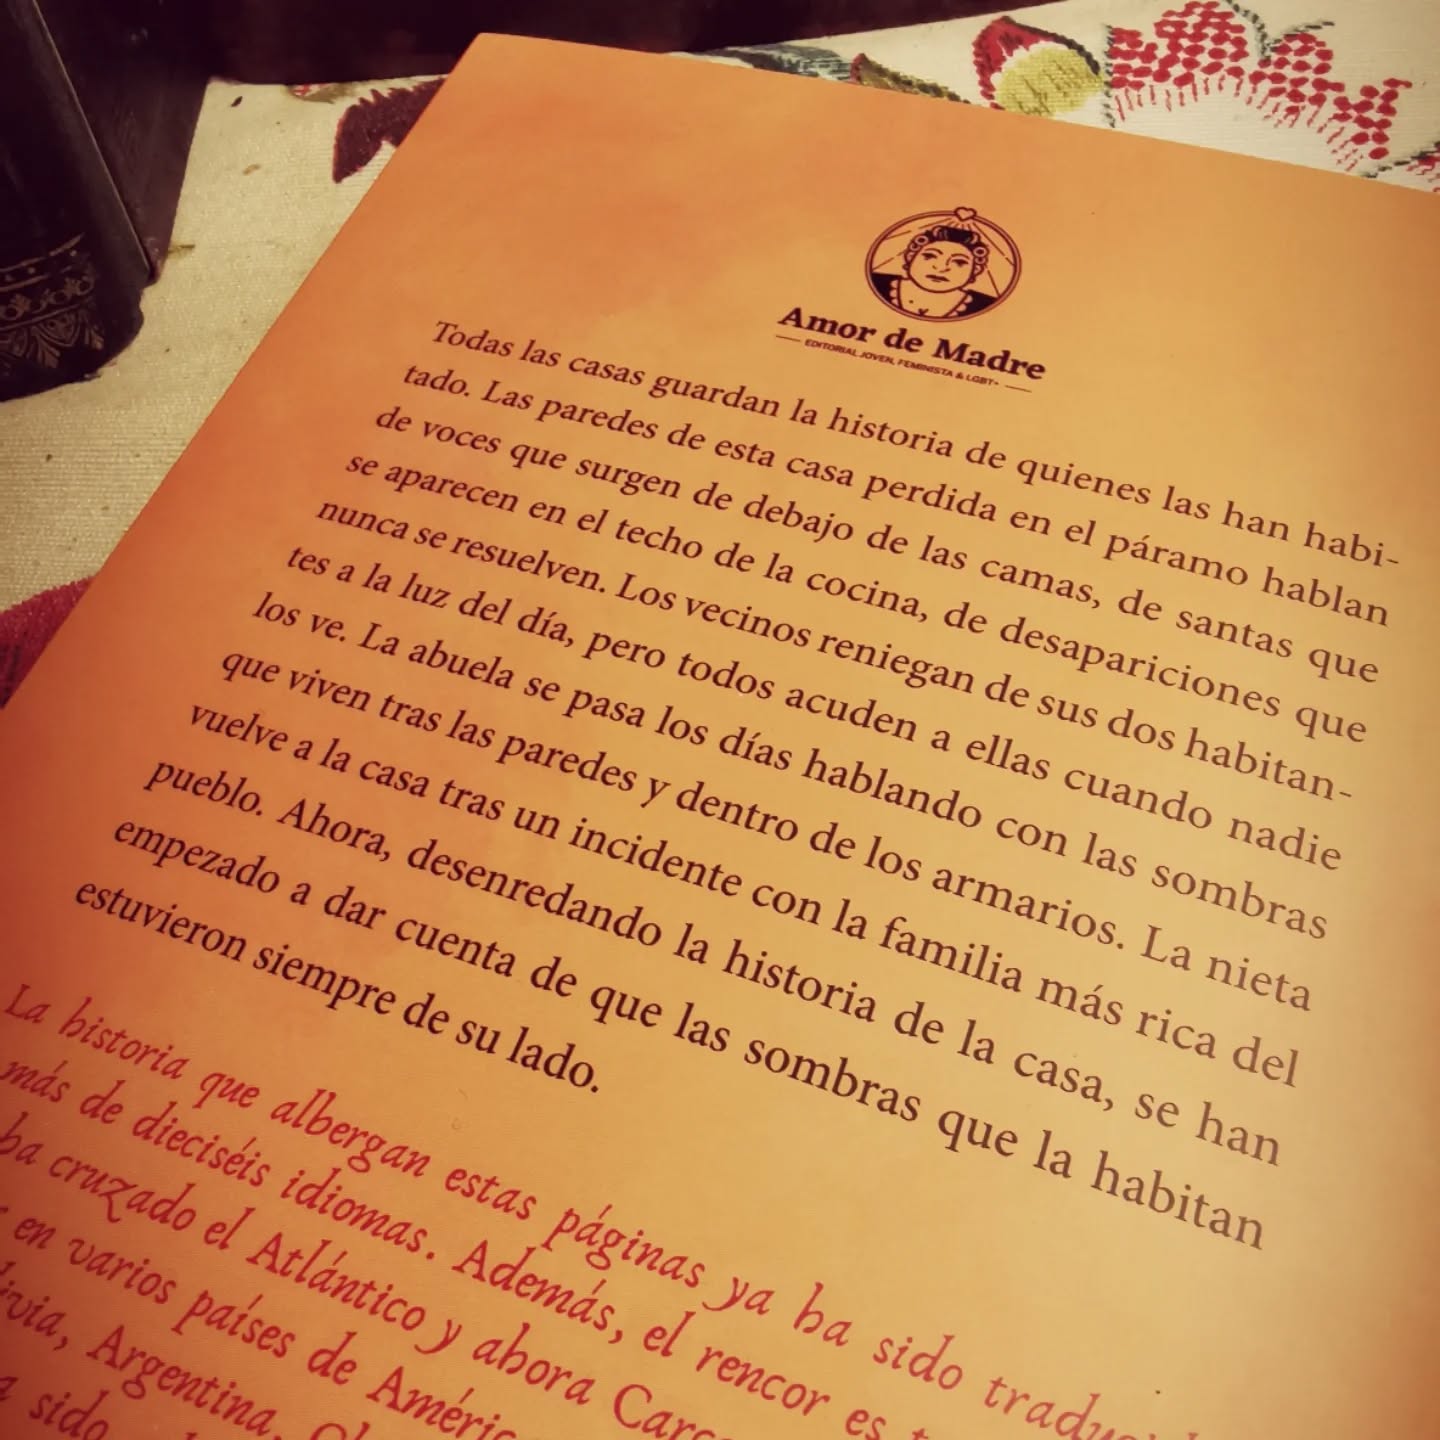 Amor de Madre
EDITORIAL JOVEN, FEMINISTA & LGBT+
Todas las casas guardan la historia de quienes las han habi-
tado. Las paredes de esta casa perdida en el páramo hablan
de voces que surgen de debajo de las camas, de santas que
se aparecen en el techo de la cocina, de desapariciones que
nunca se resuelven. Los vecinos reniegan de sus dos habitan-
tes a la luz del día, pero todos acuden a ellas cuando nadie
los ve. La abuela se pasa los días hablando con las sombras
que viven tras las paredes y dentro de los armarios. La nieta
vuelve a la casa tras un incidente con la familia más rica del
pueblo. Ahora, desenredando la historia de la casa, se han
empezado a dar cuenta de que las sombras que la habitan
estuvieron siempre de su lado.
La historia que albergan estas páginas ya ha sido
más de dieciséis idiomas. Además, el rencor es
ha cruzado el Atlántico y ahora
en varios países de
Argentina,
sido